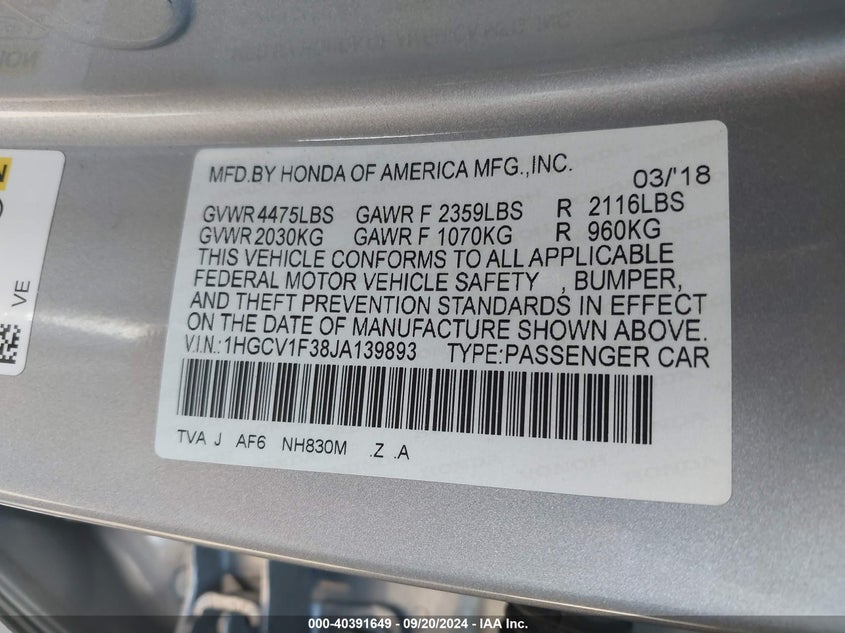 MFD.BY HONDA OF AMERICA MFG.,INC. 03/'18
GVWR 4475LBS GAWR F 2359LBS R 2116LBS
GVWR 2030KG GAWR F 1070KG R 960KG
THIS VEHICLE CONFORMS TO ALL APPLICABLE
FEDERAL MOTOR VEHICLE SAFETY , BUMPER,
AND THEFT PREVENTION STANDARDS IN EFFECT
ON THE DATE OF MANUFACTURE SHOWN ABOVE.
V.I.N.:1HGCV1F38JA139893 TYPE:PASSENGER CAR
TVA J AF6 NH830M .Z .A
VE
©00-40391649 / 09/20/2024 - IAA Inc.